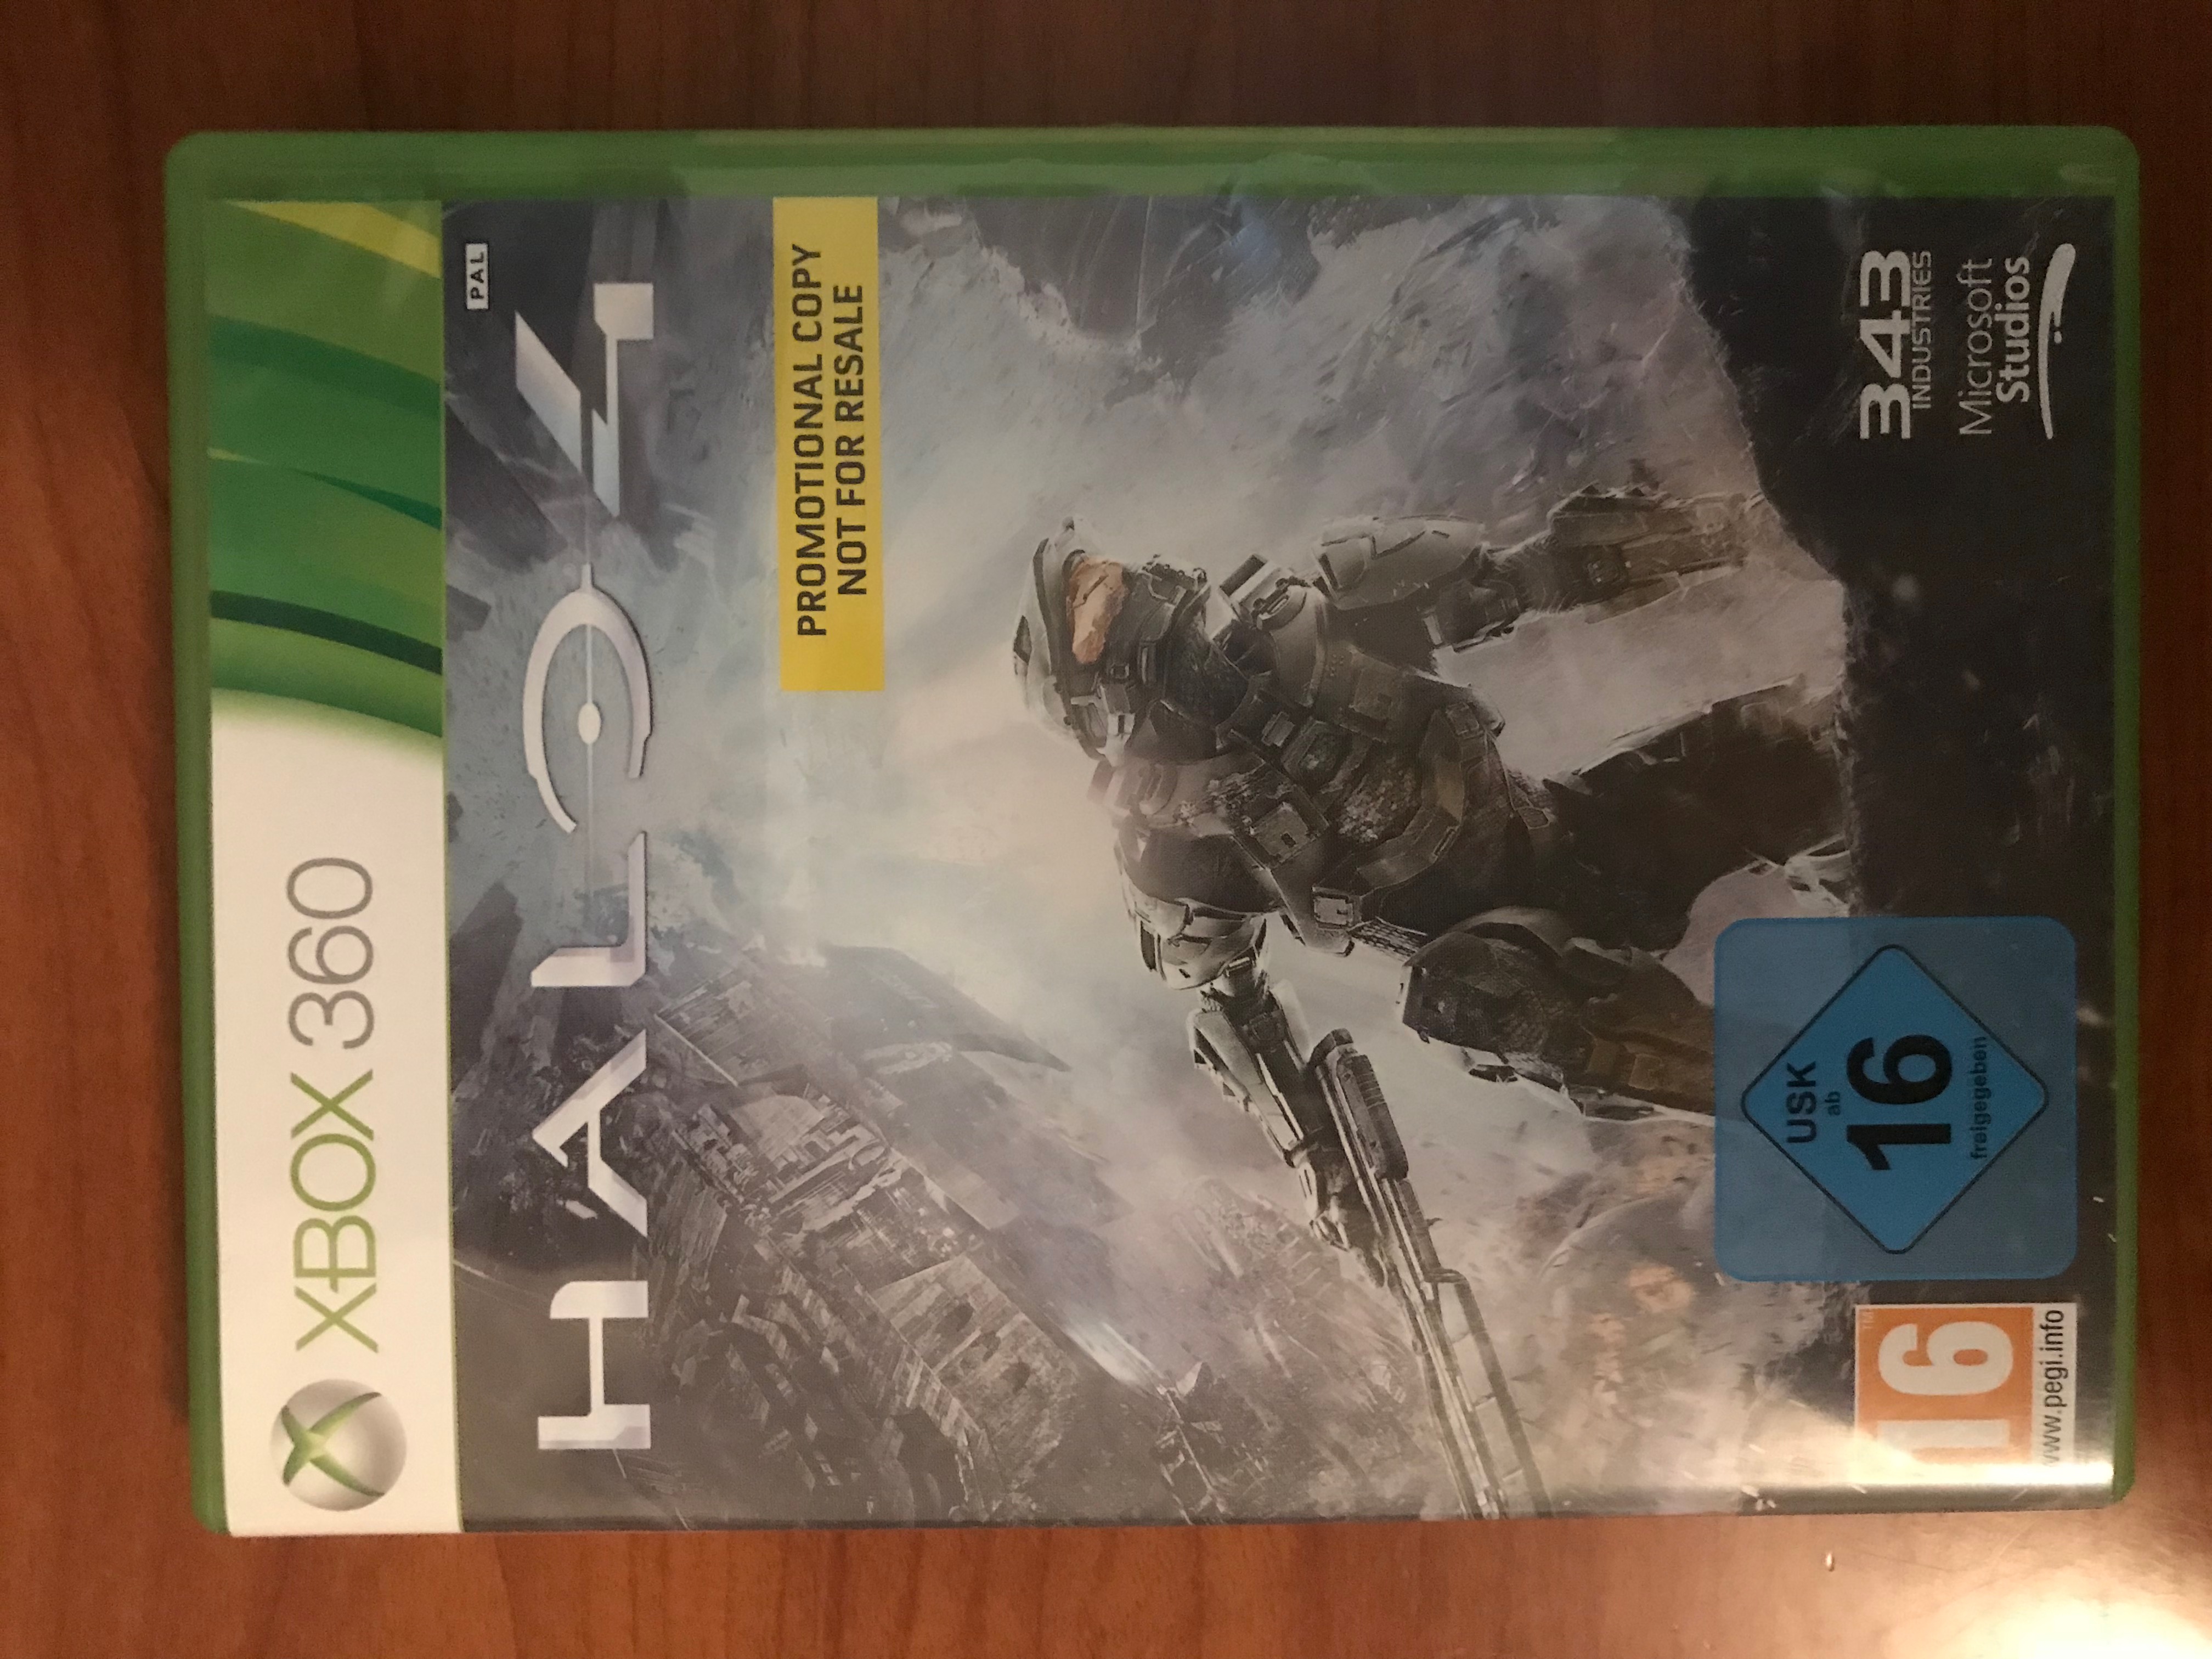 XBOX 360
PAL
HALO 4
PROMOTIONAL COPY
NOT FOR RESALE
USK
ab
16
freigegeben
16
TM
www.pegi.info
343
INDUSTRIES
Microsoft
Studios